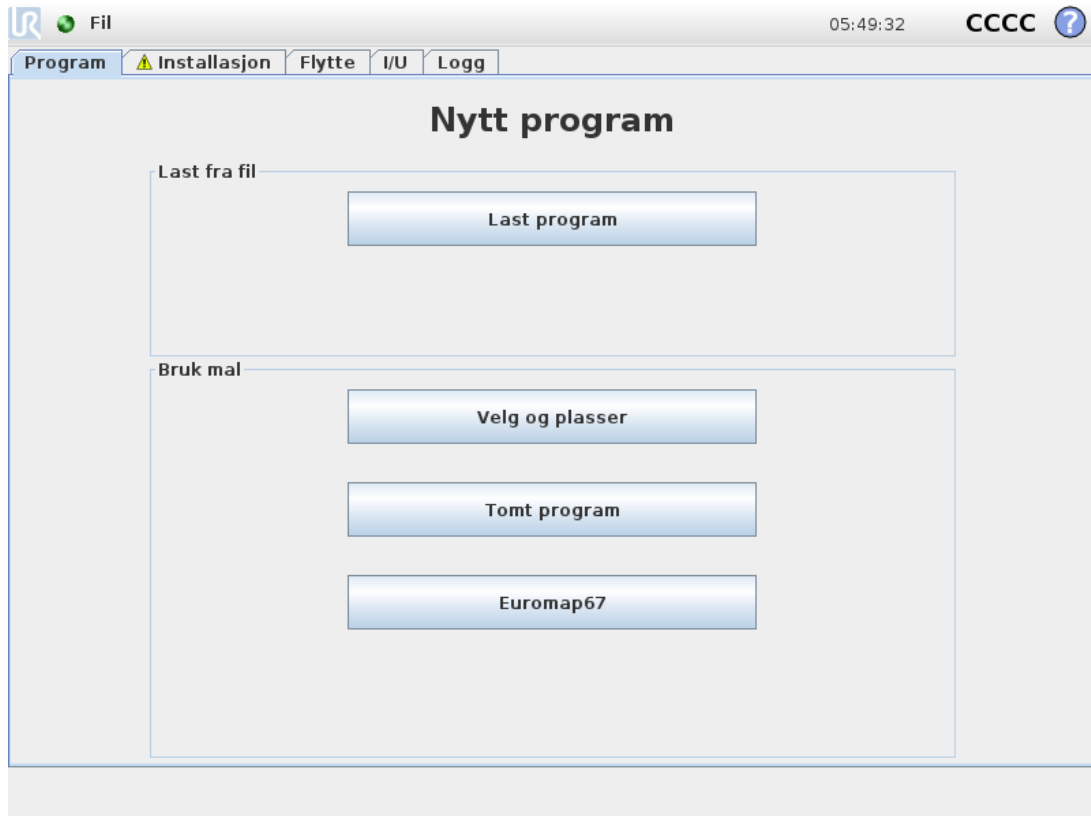 UR Fil 05:49:32 CCCC ?
Program Installasjon Flytte I/U Logg
Nytt program
Last fra fil
Last program
Bruk mal
Velg og plasser
Tomt program
Euromap67